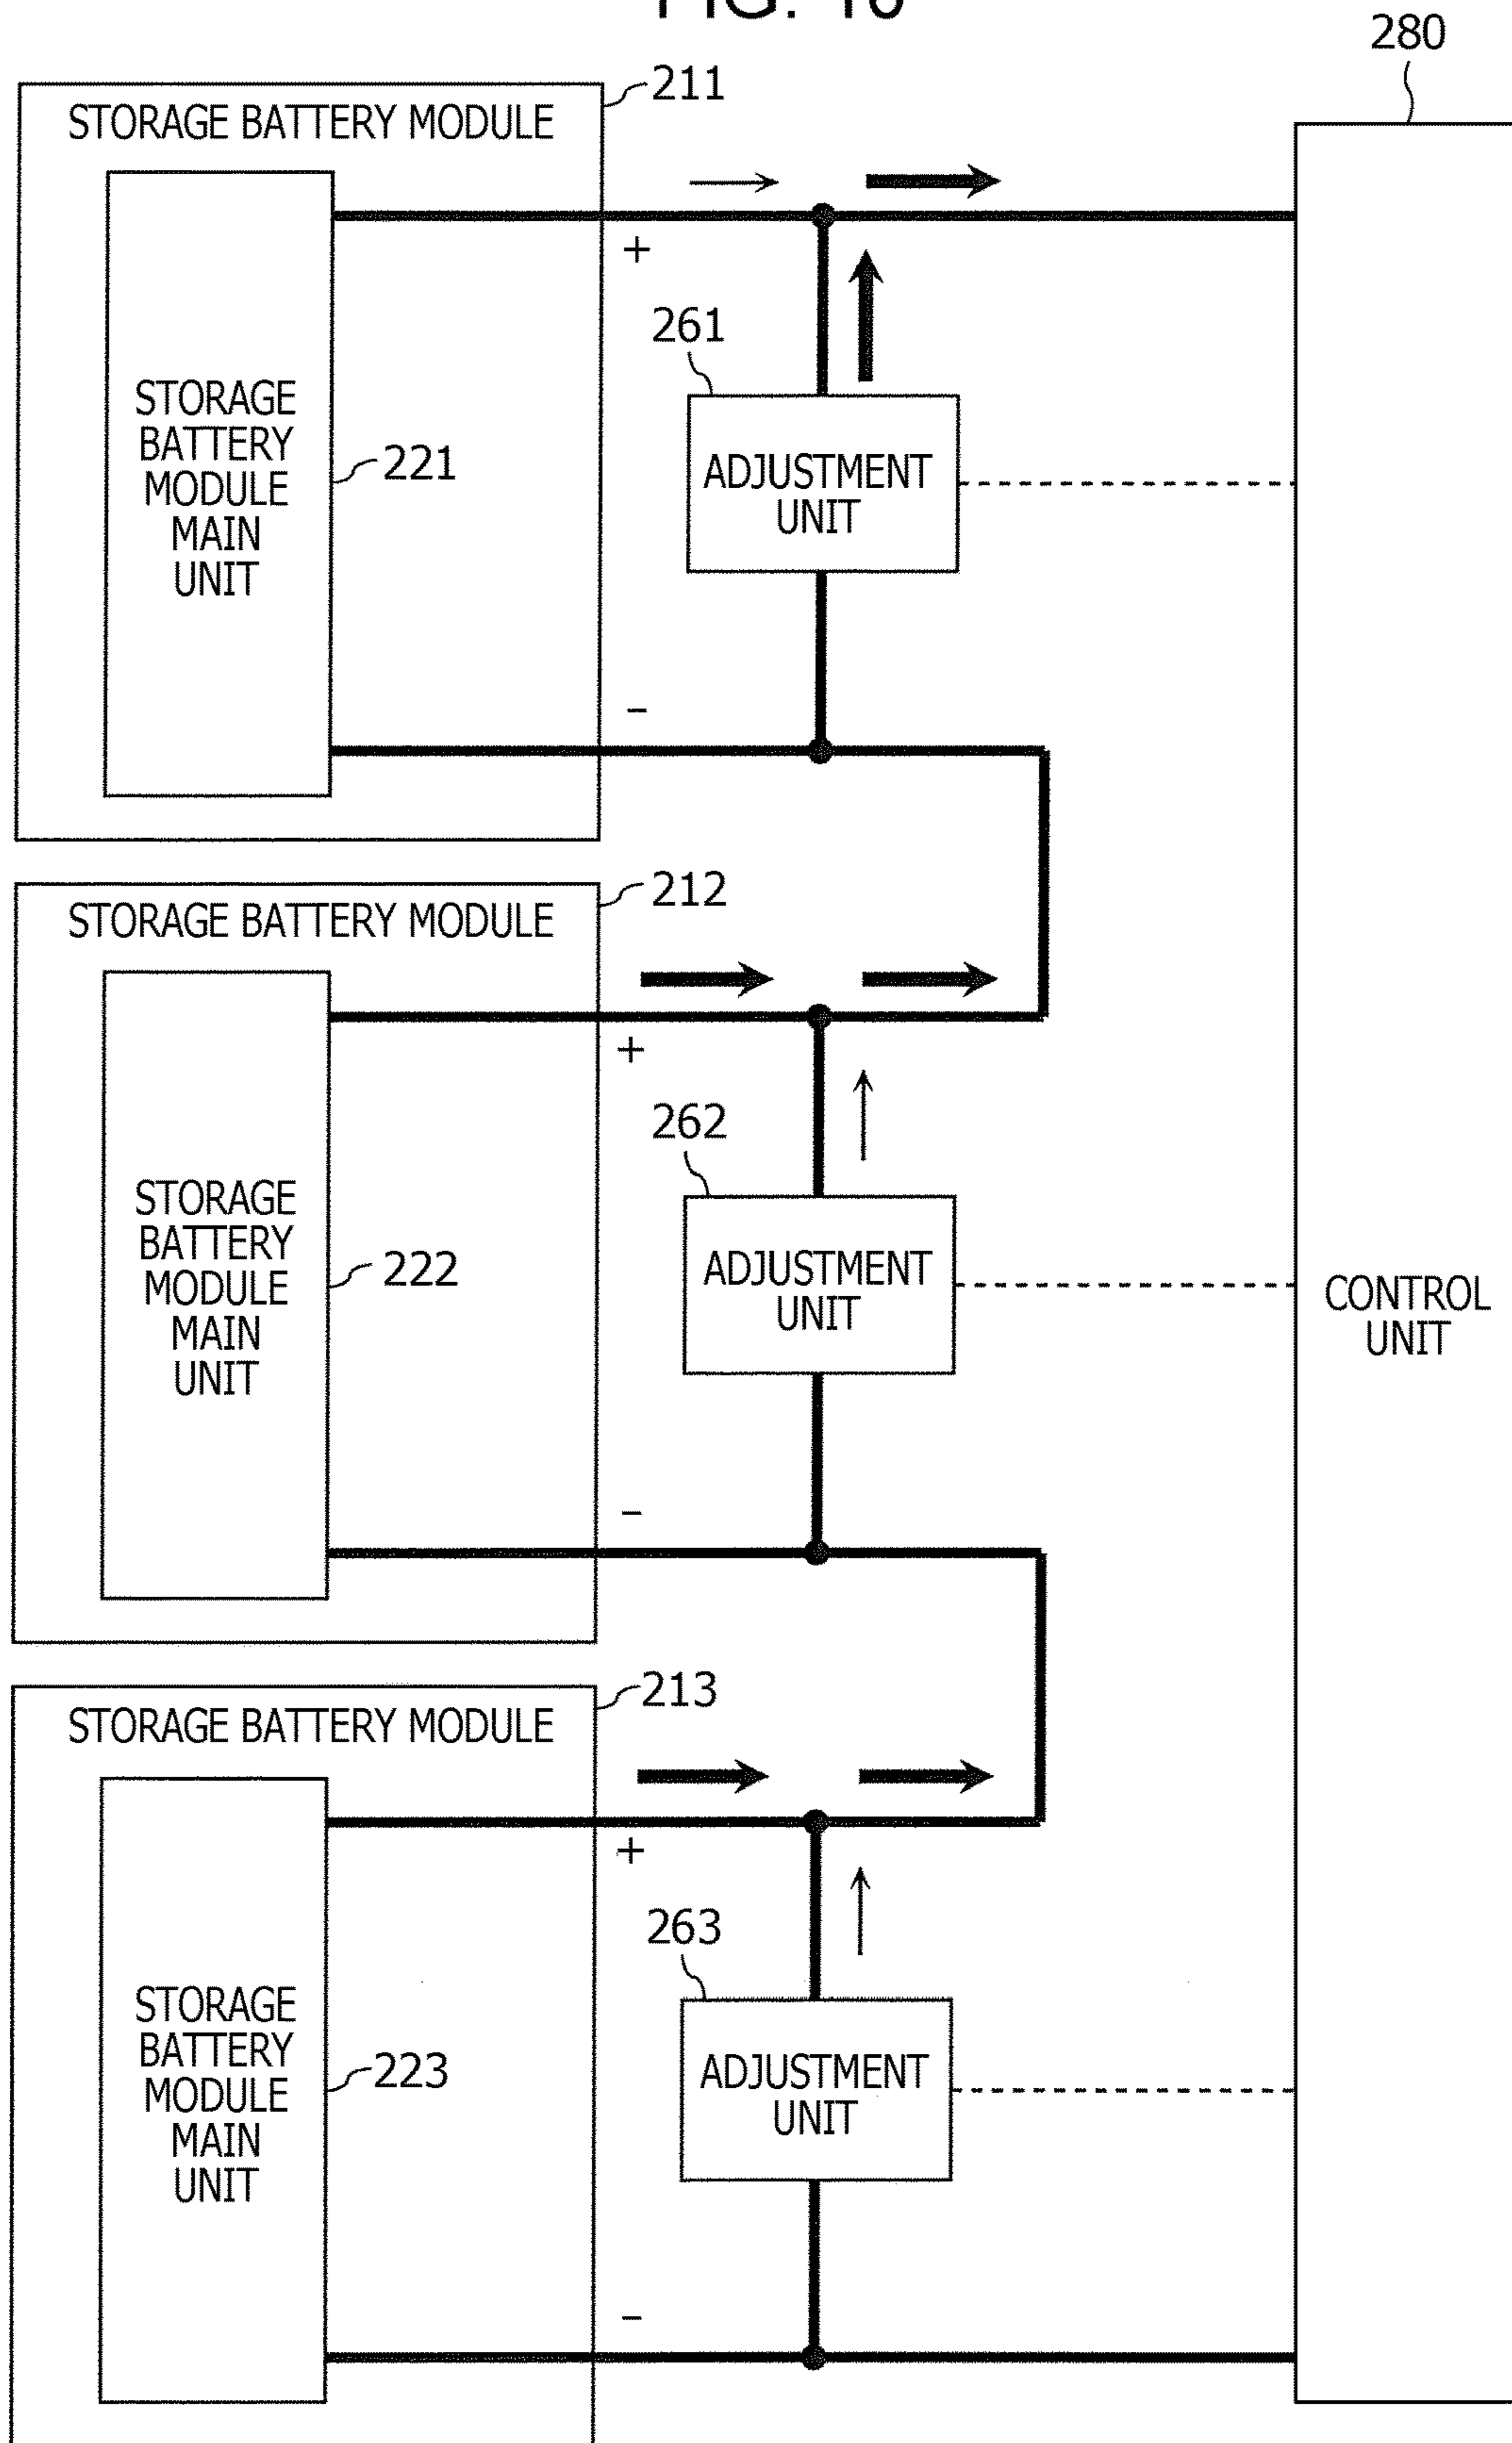 280
211
STORAGE BATTERY MODULE
+
261
STORAGE
BATTERY
MODULE
MAIN
UNIT
221
ADJUSTMENT
UNIT
−
212
STORAGE BATTERY MODULE
+
262
STORAGE
BATTERY
MODULE
MAIN
UNIT
222
ADJUSTMENT
UNIT
CONTROL
UNIT
−
213
STORAGE BATTERY MODULE
+
263
STORAGE
BATTERY
MODULE
MAIN
UNIT
223
ADJUSTMENT
UNIT
−